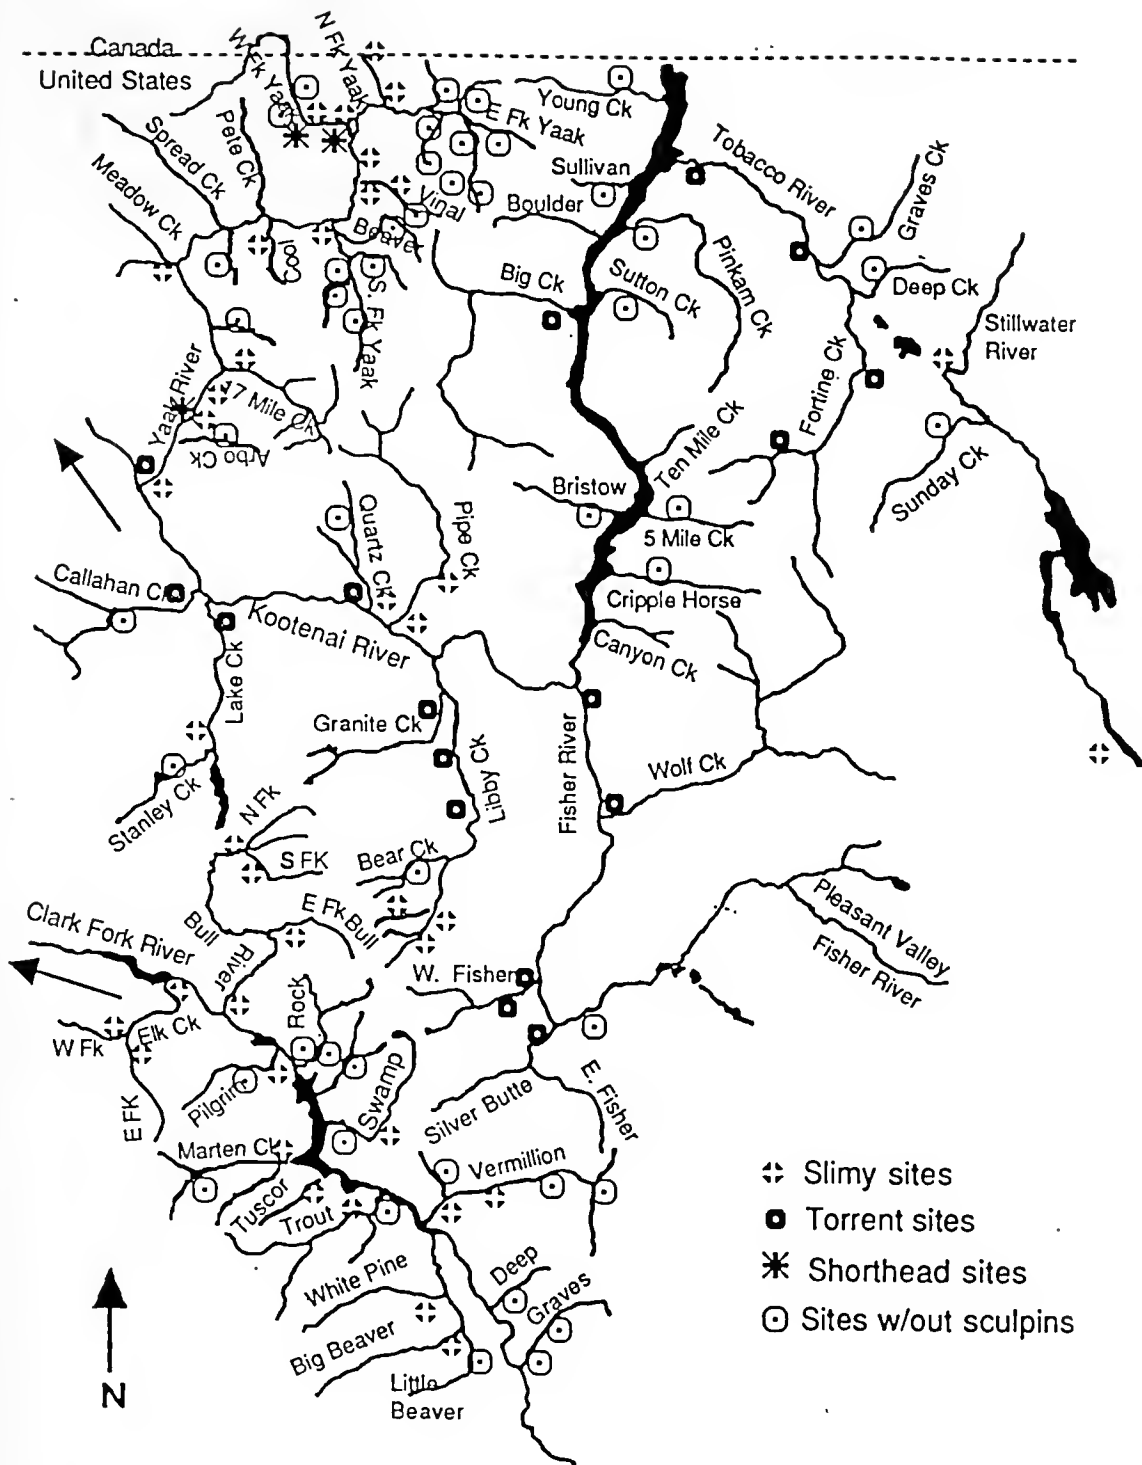 Canada
United States
W Fk Yaak
N Fk Yaak
Young Ck
E Fk Yaak
Spread Ck
Pete Ck
Meadow Ck
Sullivan
Vinal
Boulder
Beaver
Cool
S. Fk Yaak
Big Ck
Sutton Ck
Pinkam Ck
Tobacco River
Graves Ck
Deep Ck
Stillwater
River
Fortine Ck
Yaak River
17 Mile Ck
Arbo Ck
Ten Mile Ck
Sunday Ck
Bristow
5 Mile Ck
Quartz Ck
Pipe Ck
Callahan Ck
Cripple Horse
Kootenai River
Canyon Ck
Lake Ck
Granite Ck
Libby Ck
Fisher River
Wolf Ck
Stanley Ck
N Fk
S FK
Bear Ck
E Fk Bull
Bull
River
Clark Fork River
W. Fisher
Pleasant Valley
Fisher River
Rock
Elk Ck
W Fk
E FK
Pilgrim
Swamp
Silver Butte
E. Fisher
Marten Ck
Vermillion
Tuscor
Trout
White Pine
Deep
Graves
Big Beaver
Little
Beaver
N
Slimy sites
Torrent sites
Shorthead sites
Sites w/out sculpins